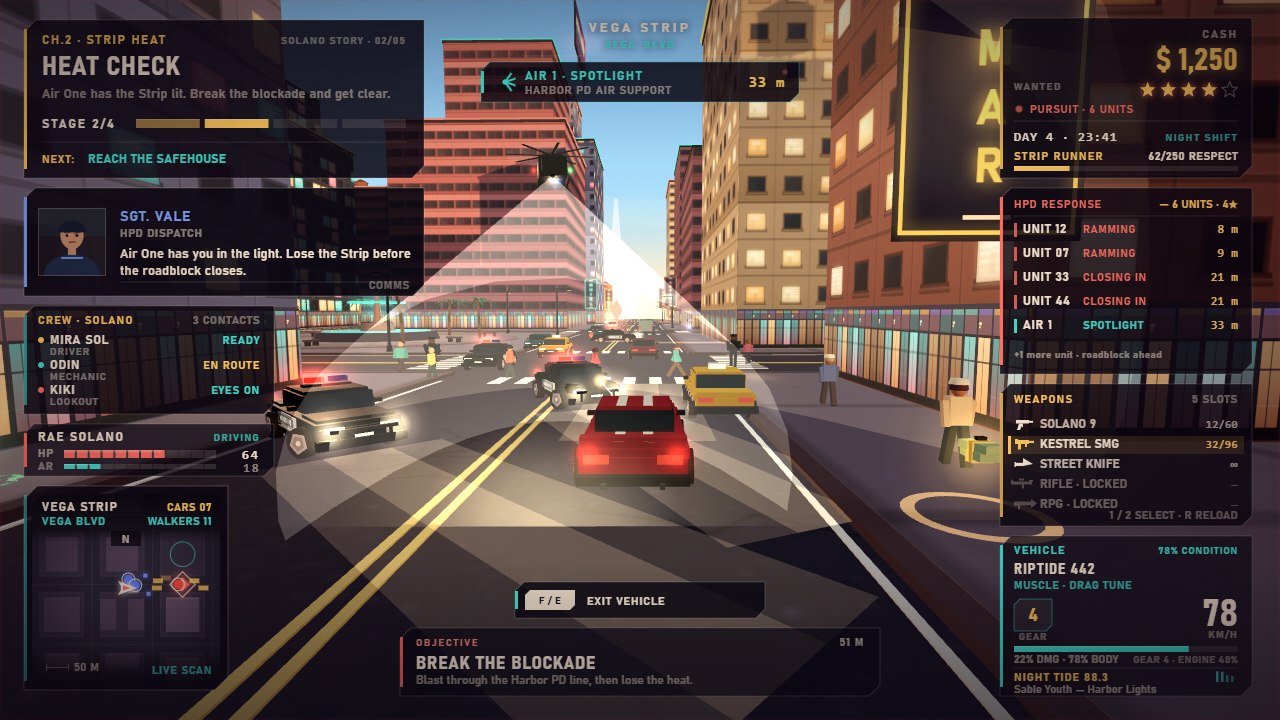 CH.2 · STRIP HEAT
SOLANO STORY · 02/05
HEAT CHECK
Air One has the Strip lit. Break the blockade and get clear.
STAGE 2/4
NEXT: REACH THE SAFEHOUSE
SGT. VALE
HPD DISPATCH
Air One has you in the light. Lose the Strip before
the roadblock closes.
COMMS
CREW · SOLANO
3 CONTACTS
MIRA SOL READY
DRIVER
ODIN EN ROUTE
MECHANIC
KIKI EYES ON
LOOKOUT
RAE SOLANO DRIVING
HP 64
AR 18
VEGA STRIP CARS 07
VEGA BLVD WALKERS 11
N
50 M
LIVE SCAN
VEGA STRIP
VEGA BLVD
AIR 1 · SPOTLIGHT
HARBOR PD AIR SUPPORT
33 m
M
A
R
F / E EXIT VEHICLE
OBJECTIVE 51 M
BREAK THE BLOCKADE
Blast through the Harbor PD line, then lose the heat.
CASH
$ 1,250
WANTED ★★★★☆
PURSUIT · 6 UNITS
DAY 4 · 23:41 NIGHT SHIFT
STRIP RUNNER 62/250 RESPECT
HPD RESPONSE — 6 UNITS · 4★
UNIT 12 RAMMING 8 m
UNIT 07 RAMMING 9 m
UNIT 33 CLOSING IN 21 m
UNIT 44 CLOSING IN 21 m
AIR 1 SPOTLIGHT 33 m
+1 more unit · roadblock ahead
WEAPONS 5 SLOTS
SOLANO 9 12/60
KESTREL SMG 32/96
STREET KNIFE ∞
RIFLE · LOCKED —
RPG · LOCKED —
1 / 2 SELECT · R RELOAD
VEHICLE 78% CONDITION
RIPTIDE 442
MUSCLE · DRAG TUNE
4
GEAR
78
KM/H
22% DMG · 78% BODY GEAR 4 · ENGINE 48%
NIGHT TIDE 88.3
Sable Youth — Harbor Lights